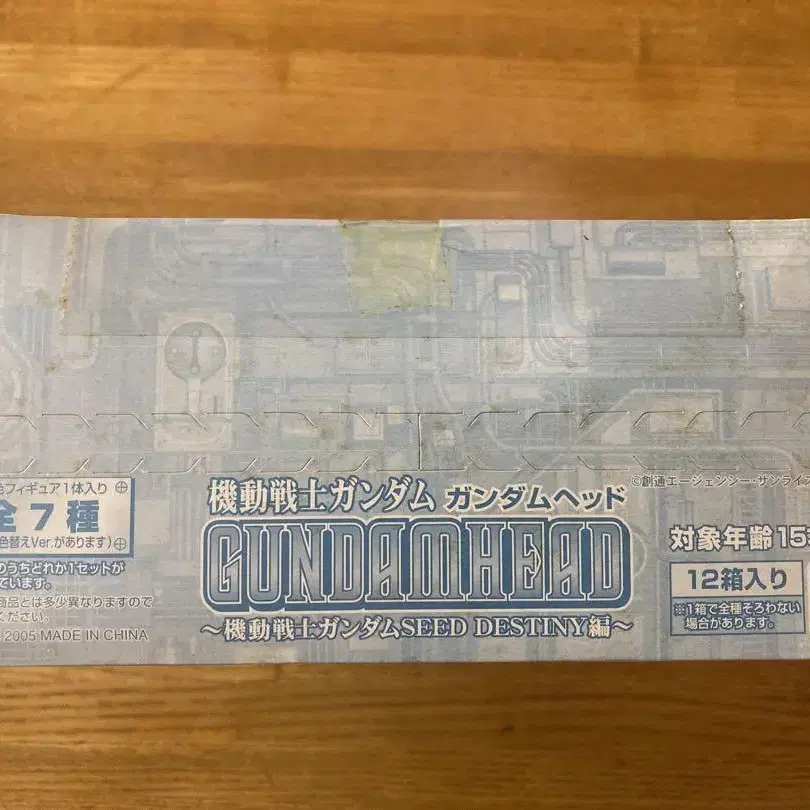 色フィギュア1体入り
全7種
色替えVer.があります)
のうちどれか1セットが
ています。
商品とは多少異なりますので
ください。
2005 MADE IN CHINA
機動戦士ガンダム ガンダムヘッド
GUNDAMHEAD
～機動戦士ガンダムSEED DESTINY編～
©創通エージェンシー・サンライズ
対象年齢15
12箱入り
※1箱で全種そろわない
場合があります。